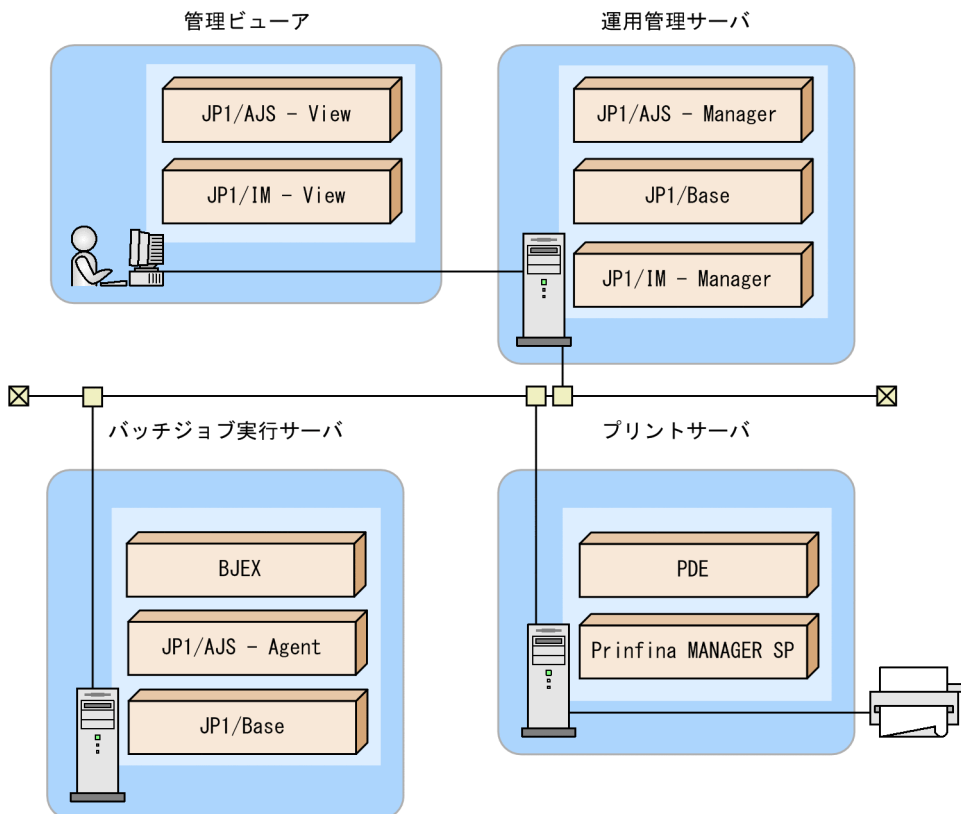 管理ビューア
運用管理サーバ
JP1/AJS － View
JP1/IM － View
JP1/AJS － Manager
JP1/Base
JP1/IM － Manager
バッチジョブ実行サーバ
プリントサーバ
BJEX
JP1/AJS － Agent
JP1/Base
PDE
Prinfina MANAGER SP